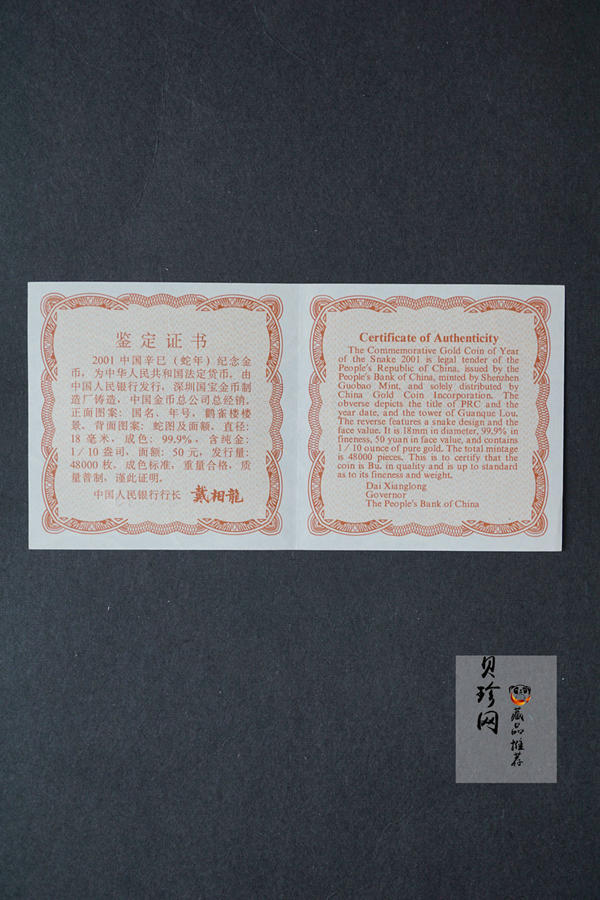 鉴定证书
2001中国辛巳（蛇年）纪念金
币，为中华人民共和国法定货币，由
中国人民银行发行，深圳国宝金币制
造厂铸造，中国金币总公司总经销。
正面图案：国名、年号、鹳雀楼楼
景，背面图案：蛇图及面额，直径：
18毫米，成色：99.9%，含纯金：
1/10盎司，面额：50元，发行量：
48000枚，成色标准，重量合格，质
量普制，谨此证明。
中国人民银行行长 戴相龍
Certificate of Authenticity
The Commemorative Gold Coin of Year
of the Snake 2001 is legal tender of the
People's Republic of China, issued by the
People's Bank of China, minted by Shenzhen
Guobao Mint, and solely distributed by
China Gold Coin Incorporation. The
obverse depicts the title of PRC and the
year date, and the tower of Guanque Lou.
The reverse features a snake design and the
face value. It is 18mm in diameter, 99.9% in
fineness, 50 yuan in face value, and contains
1/10 ounce of pure gold. The total mintage
is 48000 pieces. This is to certify that the
coin is Bu. in quality and is up to standard
as to its fineness and weight.
Dai Xianglong
Governor
The People's Bank of China
贝珍网
藏品推荐